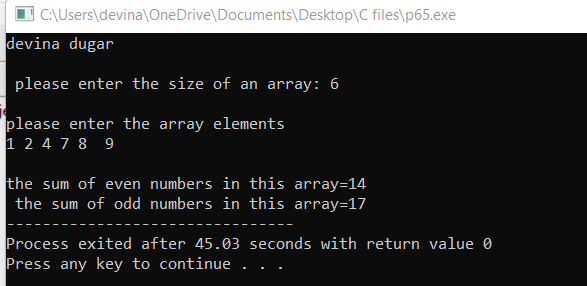 C:\Users\devina\OneDrive\Documents\Desktop\C files\p65.exe
devina dugar
please enter the size of an array: 6
please enter the array elements
1 2 4 7 8  9
the sum of even numbers in this array=14
the sum of odd numbers in this array=17
--------------------------------
Process exited after 45.03 seconds with return value 0
Press any key to continue . . .